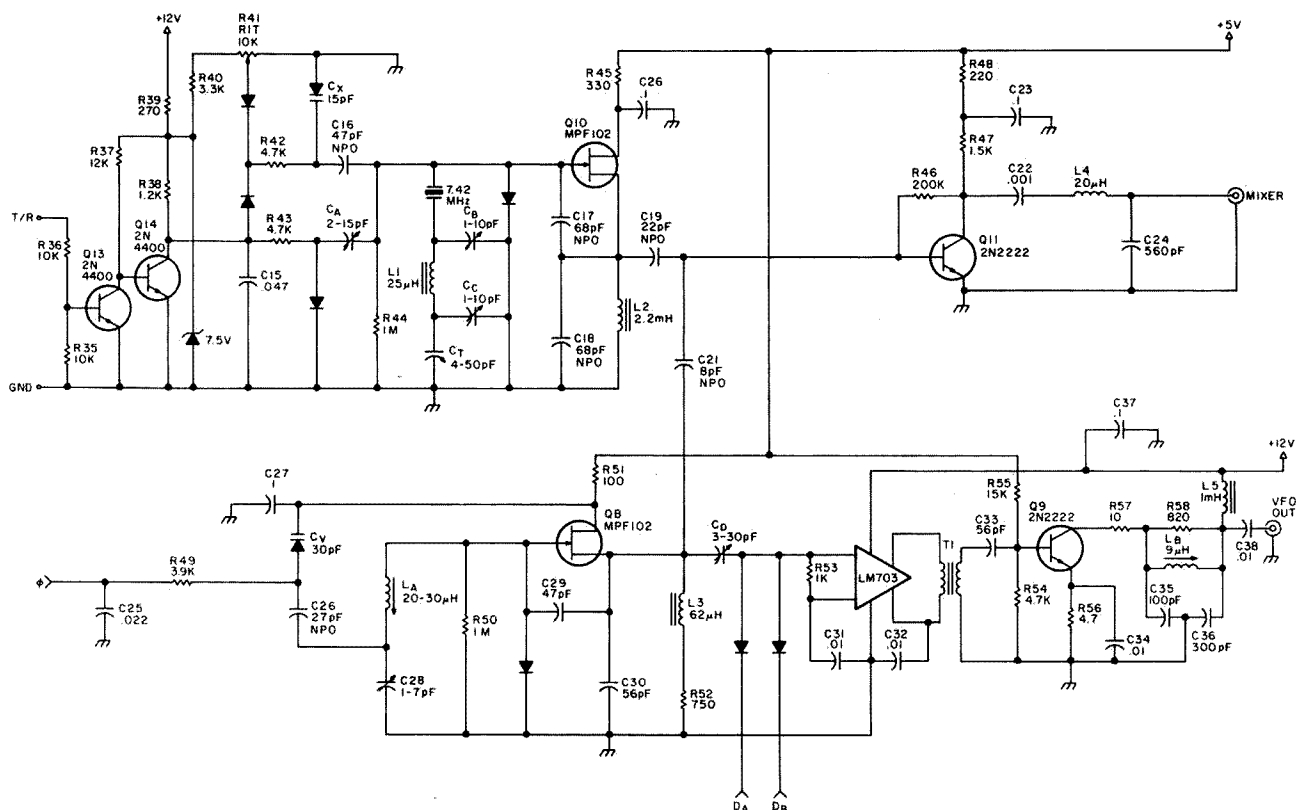 +12V
R41
RIT
10K
R40
3.3K
R39
270
R37
12K
R38
1.2K
T/R
R36
10K
Q13
2N
4400
Q14
2N
4400
R35
10K
GND
7.5V
R42
4.7K
R43
4.7K
C15
.047
CX
15pF
C16
47pF
NPO
CA
2-15pF
R44
1M
7.42
MHz
L1
25µH
CB
1-10pF
CC
1-10pF
CT
4-50pF
Q10
MPF102
R45
330
C26
.1
C17
68pF
NPO
C18
68pF
NPO
C19
22pF
NPO
L2
2.2mH
C21
8pF
NPO
+5V
R48
220
C23
.1
R47
1.5K
R46
200K
C22
.001
L4
20µH
MIXER
Q11
2N2222
C24
560pF
C27
.1
CV
30pF
R49
3.9K
ϕ
C25
.022
C26
27pF
NPO
LA
20-30µH
C28
1-7pF
R50
1M
R51
100
Q8
MPF102
C29
47pF
C30
56pF
L3
62µH
R52
750
CD
3-30pF
DA
DB
R53
1K
LM703
C31
.01
C32
.01
T1
C33
56pF
R55
15K
R54
4.7K
Q9
2N2222
R56
4.7
C34
.01
R57
10
R58
820
LB
9µH
C35
100pF
C36
300pF
C37
.1
+12V
L5
1mH
C38
.01
VFO
OUT